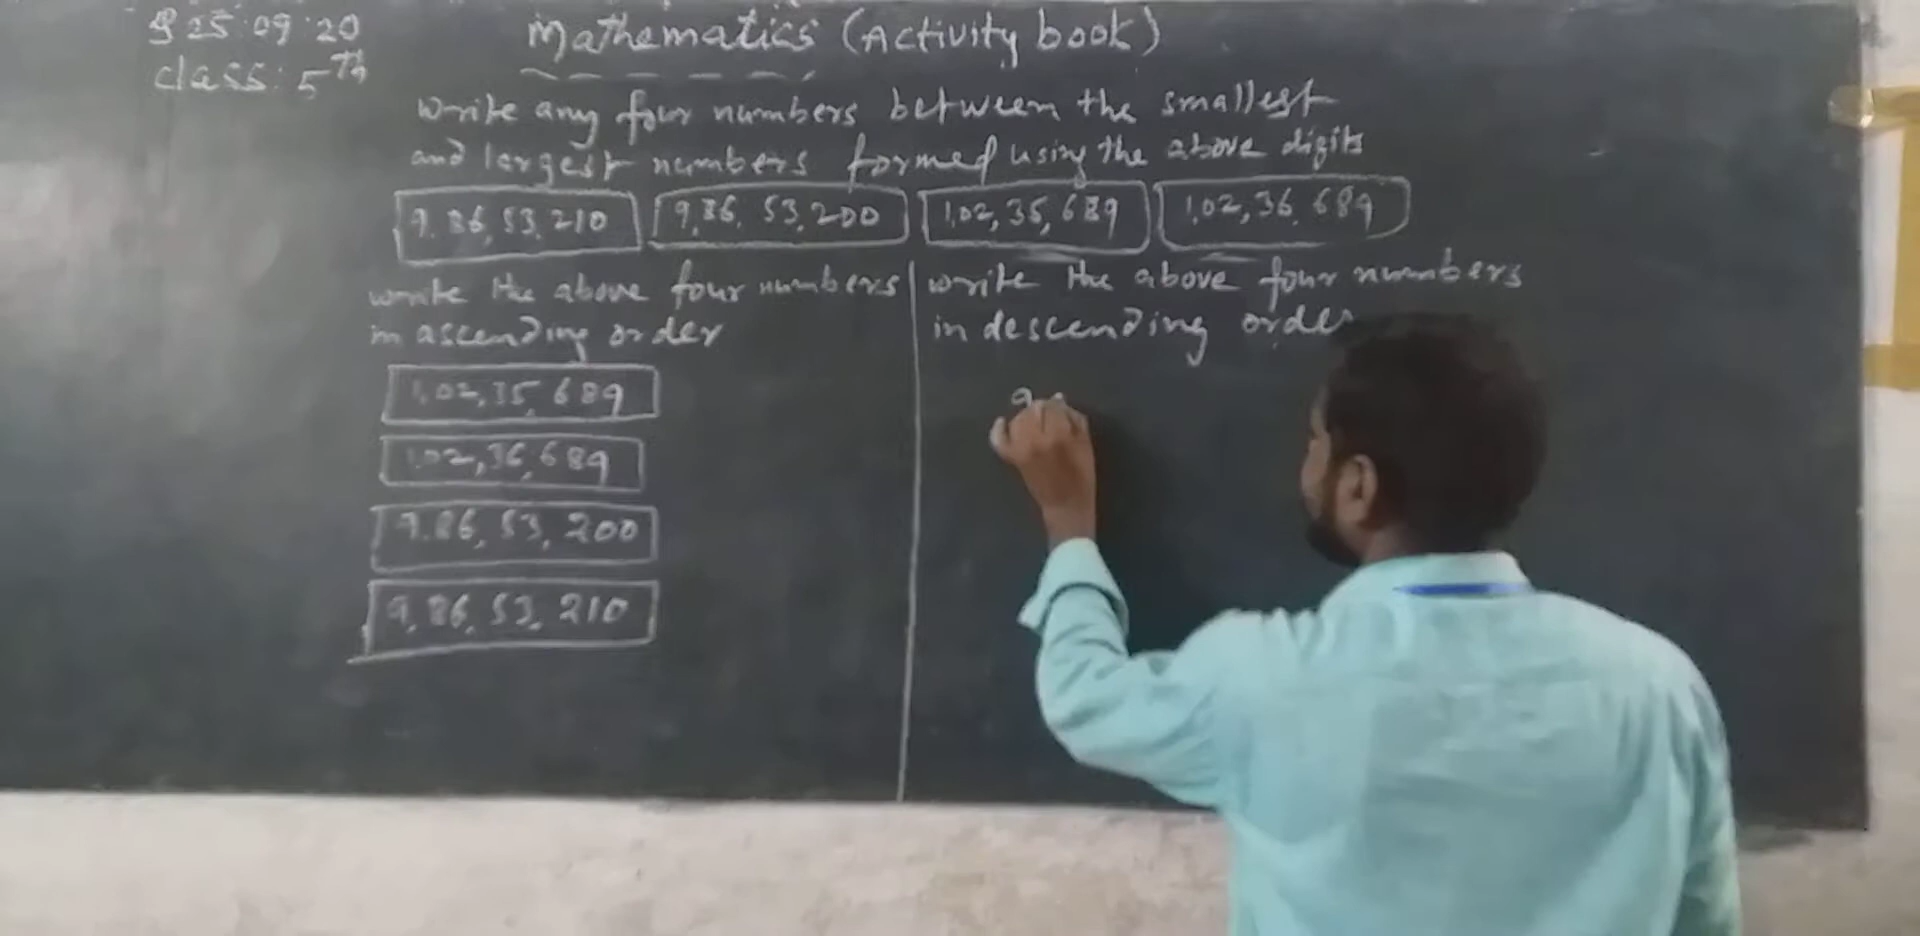 25:09:20
class: 5th
Mathematics (Activity book)
write any four numbers between the smallest
and largest numbers formed using the above digits
9,86,53,210 9,86,53,200 1,02,35,689 1,02,36,689
write the above four numbers
in ascending order
1,02,35,689
1,02,36,689
9,86,53,200
9,86,53,210
write the above four numbers
in descending order
9